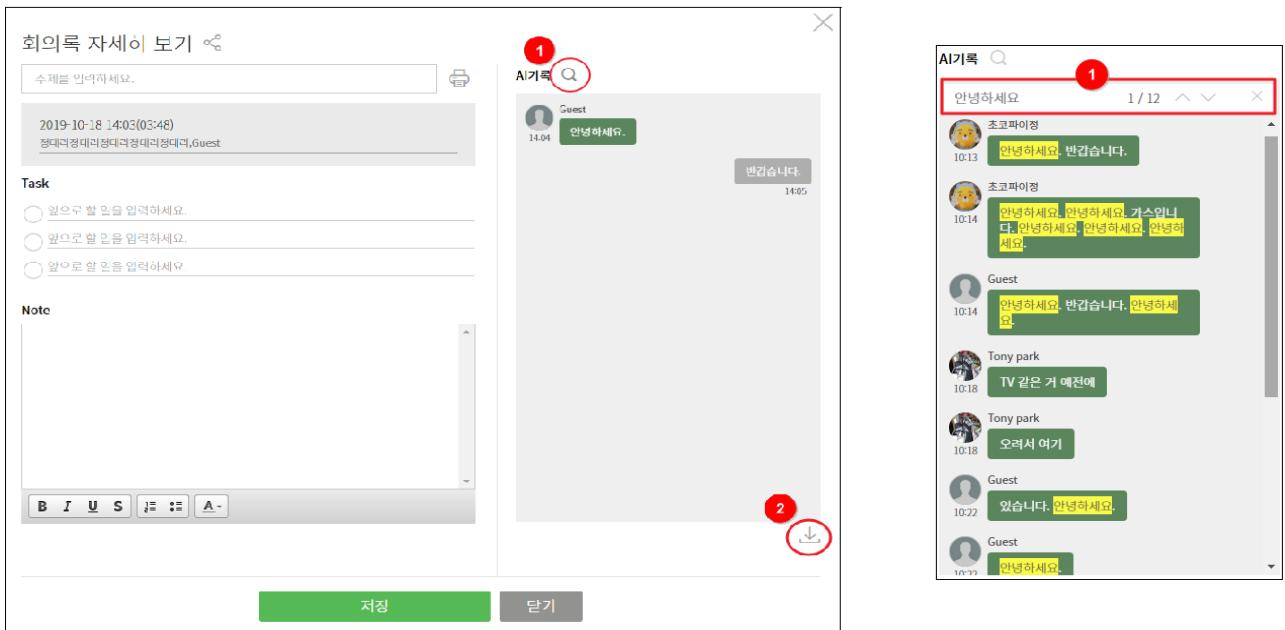 회의록 자세히 보기
주제를 입력하세요.
2019-10-18 14:03(03:48)
정대리정대리정대리정대리정대리,Guest
Task
앞으로 할 일을 입력하세요.
앞으로 할 일을 입력하세요.
앞으로 할 일을 입력하세요
Note
B I U S A
1
AI기록
Guest
안녕하세요.
14:04
반갑습니다.
14:05
2
저장
닫기
AI기록
1
안녕하세요 1 / 12
초코파이정
안녕하세요. 반갑습니다.
10:13
초코파이정
안녕하세요. 안녕하세요. 가스입니
다. 안녕하세요. 안녕하세요. 안녕하
세요.
10:14
Guest
안녕하세요. 반갑습니다. 안녕하세
요.
10:14
Tony park
TV 같은 거 예전에
10:18
Tony park
오려서 여기
10:18
Guest
있습니다. 안녕하세요.
10:22
Guest
안녕하세요.
10:22